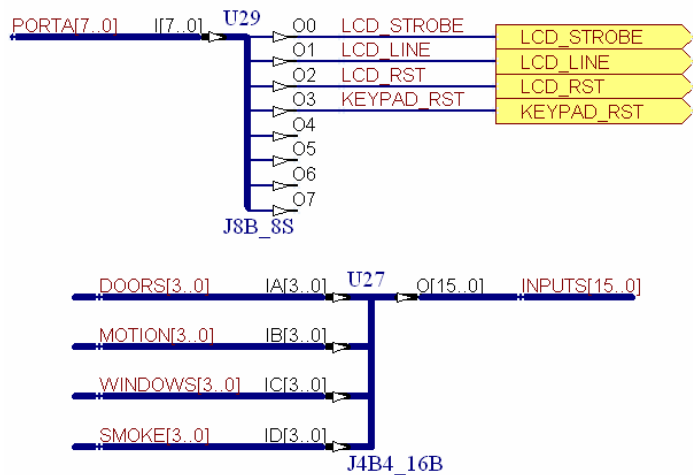 U29
PORTA[7..0] I[7..0] O0 LCD_STROBE LCD_STROBE
O1 LCD_LINE LCD_LINE
O2 LCD_RST LCD_RST
O3 KEYPAD_RST KEYPAD_RST
O4
O5
O6
O7
J8B_8S
U27
DOORS[3..0] IA[3..0] O[15..0] INPUTS[15..0]
MOTION[3..0] IB[3..0]
WINDOWS[3..0] IC[3..0]
SMOKE[3..0] ID[3..0]
J4B4_16B